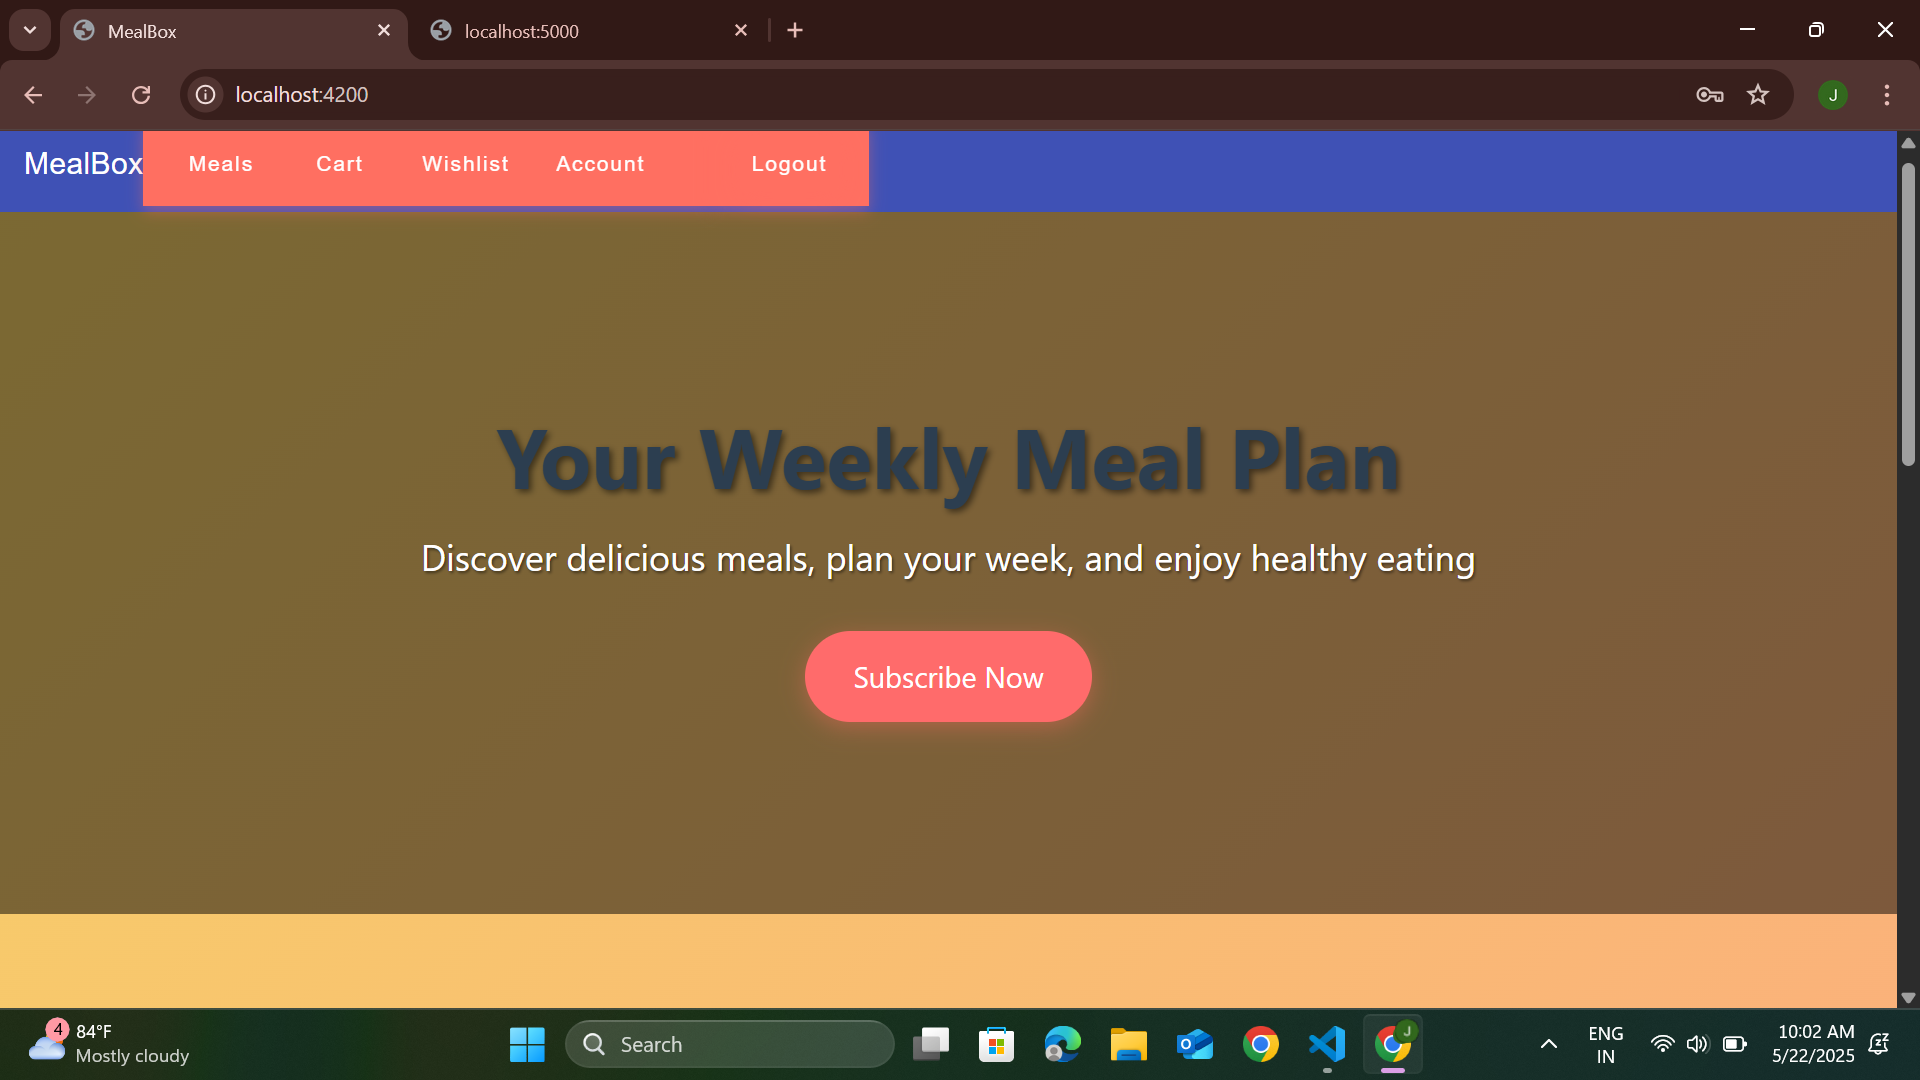 MealBox
localhost:5000
localhost:4200
J
MealBox Meals Cart Wishlist Account Logout
Your Weekly Meal Plan
Discover delicious meals, plan your week, and enjoy healthy eating
Subscribe Now
4
84°F
Mostly cloudy
Search
J
ENG
IN
10:02 AM
5/22/2025